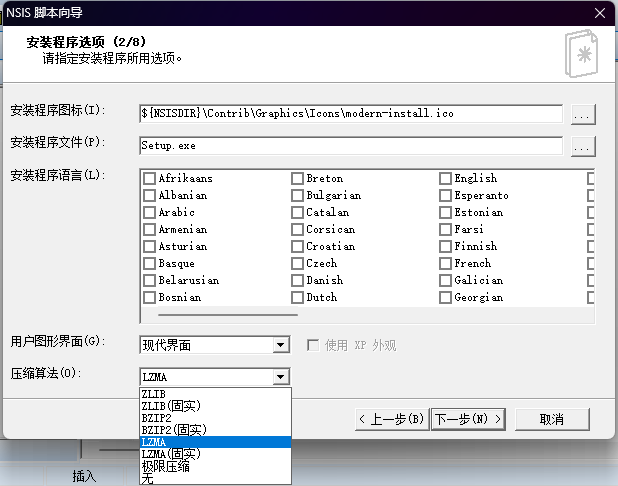 NSIS 脚本向导
安装程序选项 (2/8)
请指定安装程序所用选项。
安装程序图标(I):
${NSISDIR}\Contrib\Graphics\Icons\modern-install.ico
...
安装程序文件(P):
Setup.exe
...
安装程序语言(L):
Afrikaans Breton English
Albanian Bulgarian Esperanto
Arabic Catalan Estonian
Armenian Corsican Farsi
Asturian Croatian Finnish
Basque Czech French
Belarusian Danish Galician
Bosnian Dutch Georgian
用户图形界面(G):
现代界面
使用 XP 外观
压缩算法(O):
LZMA
ZLIB
ZLIB(固实)
BZIP2
BZIP2(固实)
LZMA
LZMA(固实)
极限压缩
无
< 上一步(B)
下一步(N) >
取消
插入